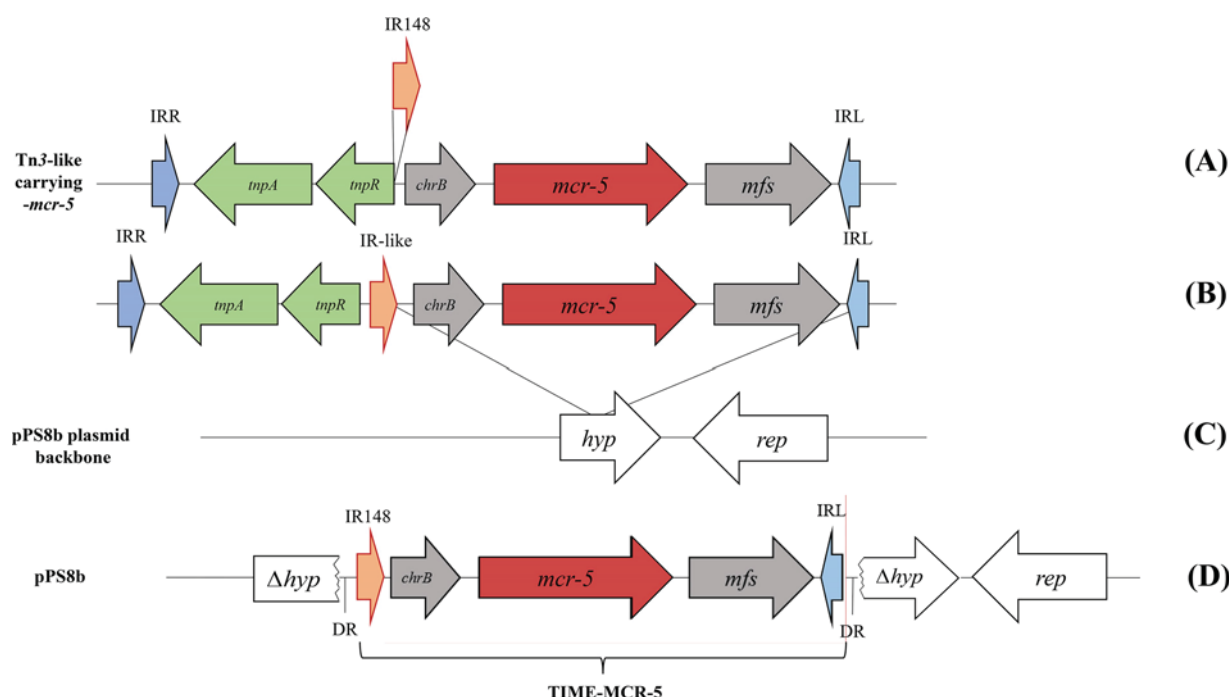 IR148
IRR
IRL
(A)
Tn3-like
carrying
-mcr-5
tnpA
tnpR
chrB
mcr-5
mfs
IR-like
IRR
IRL
(B)
tnpA
tnpR
chrB
mcr-5
mfs
pPS8b plasmid
backbone
hyp
rep
(C)
IR148
IRL
pPS8b
Δhyp
chrB
mcr-5
mfs
Δhyp
rep
(D)
DR
DR
TIME-MCR-5